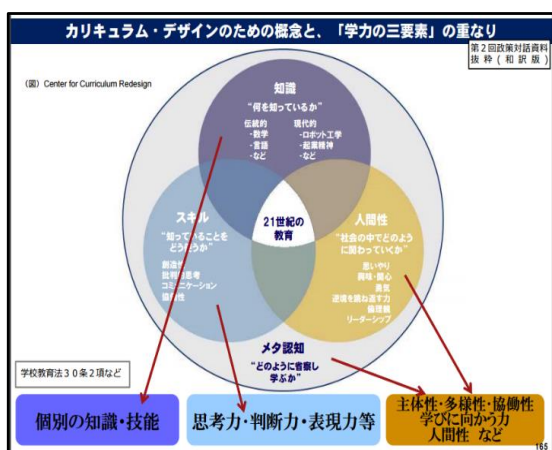 カリキュラム・デザインのための概念と、「学力の三要素」の重なり
第2回政策対話資料
抜粋(和訳版)
(図) Center for Curriculum Redesign
知識
“何を知っているか”
伝統的
-数学
-言語
-など
現代的
-ロボット工学
-起業精神
-など
スキル
“知っていることを
どう使うか”
創造性
批判的思考
コミュニケーション
協働性
21世紀の
教育
人間性
“社会の中でどのように
関わっていくか”
思いやり
興味・関心
勇気
逆境を跳ね返す力
倫理観
リーダーシップ
メタ認知
“どのように省察し
学ぶか”
学校教育法30条2項など
個別の知識・技能
思考力・判断力・表現力等
主体性・多様性・協働性
学びに向かう力
人間性 など
165